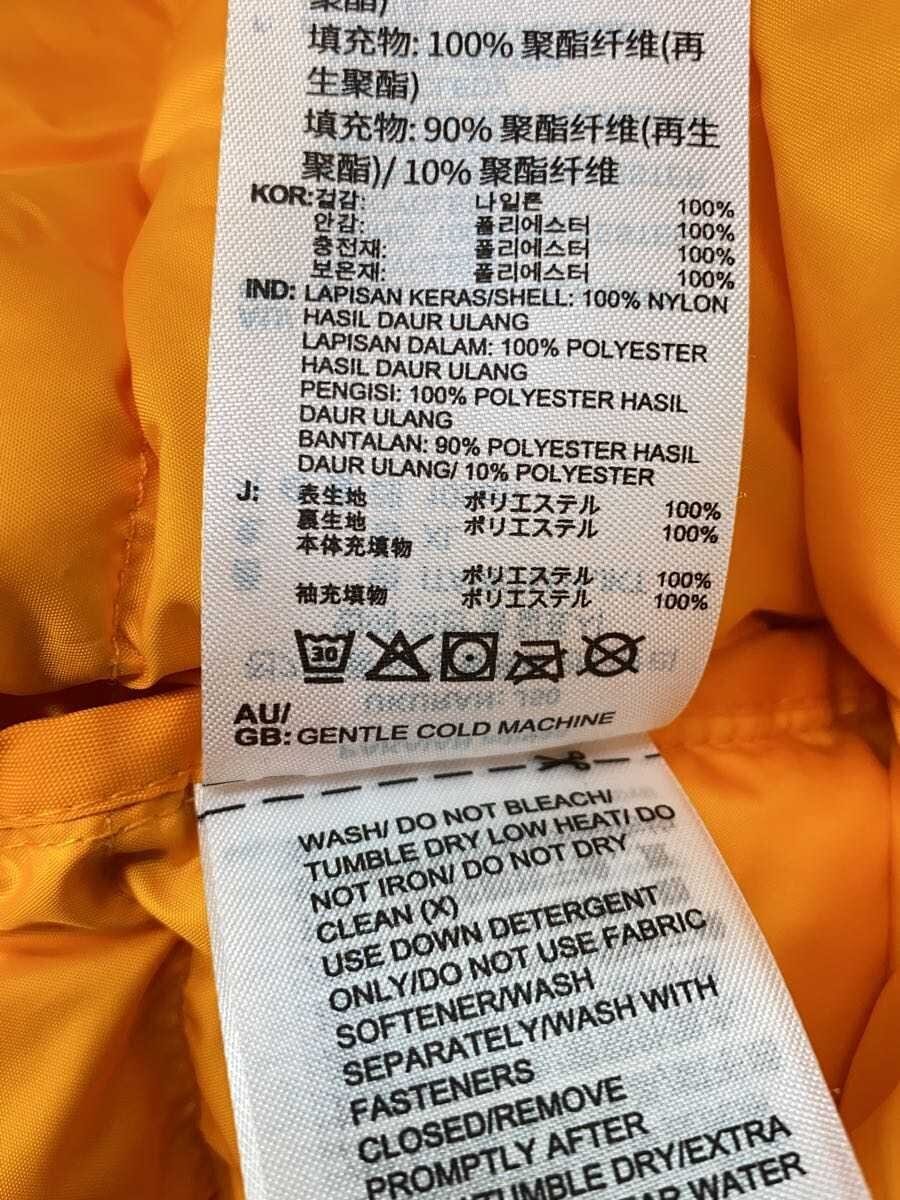 聚酯)
填充物: 100% 聚酯纤维(再
生聚酯)
填充物: 90% 聚酯纤维(再生
聚酯)/ 10% 聚酯纤维
KOR: 겉감: 나일론 100%
안감: 폴리에스터 100%
충전재: 폴리에스터 100%
보온재: 폴리에스터 100%
IND: LAPISAN KERAS/SHELL: 100% NYLON
HASIL DAUR ULANG
LAPISAN DALAM: 100% POLYESTER
HASIL DAUR ULANG
PENGISI: 100% POLYESTER HASIL
DAUR ULANG
BANTALAN: 90% POLYESTER HASIL
DAUR ULANG/ 10% POLYESTER
J: 表生地 ポリエステル 100%
裏生地 ポリエステル 100%
本体充填物
ポリエステル 100%
袖充填物 ポリエステル 100%
30
AU/
GB: GENTLE COLD MACHINE
WASH/ DO NOT BLEACH/
TUMBLE DRY LOW HEAT/ DO
NOT IRON/ DO NOT DRY
CLEAN (X)
USE DOWN DETERGENT
ONLY/DO NOT USE FABRIC
SOFTENER/WASH
SEPARATELY/WASH WITH
FASTENERS
CLOSED/REMOVE
PROMPTLY AFTER
TUMBLE DRY/EXTRA
WATER